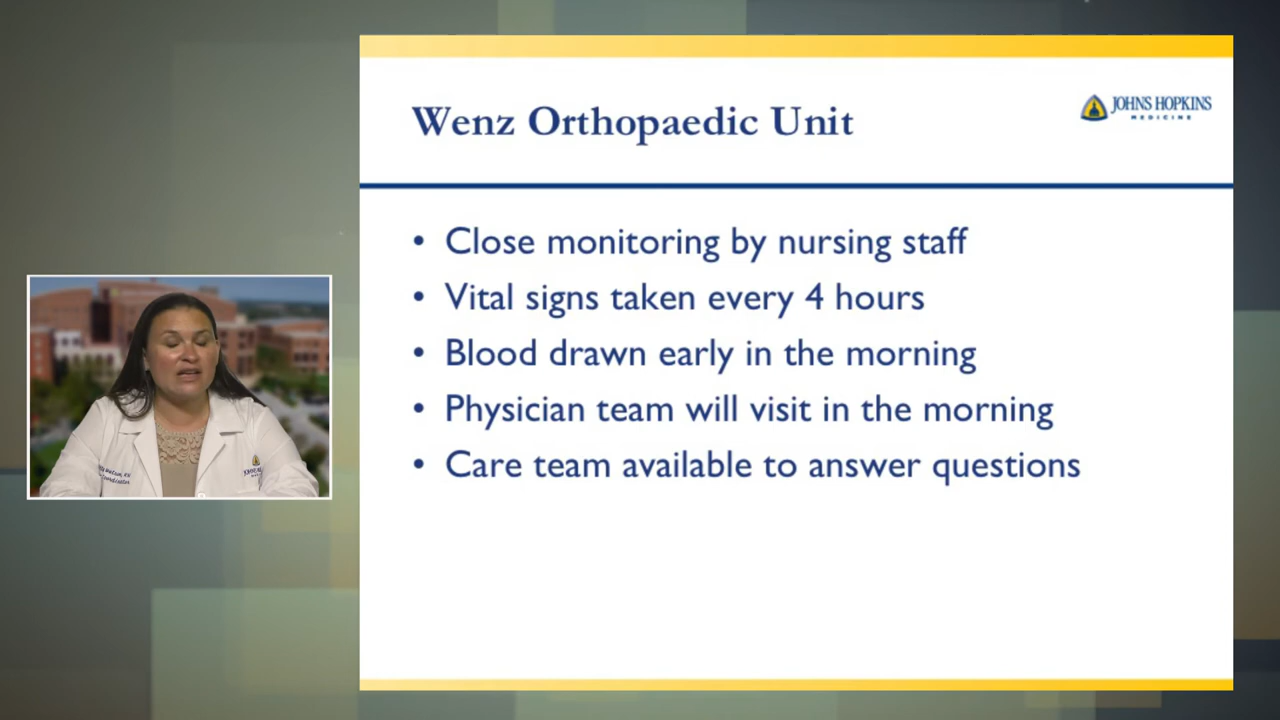 Wenz Orthopaedic Unit
JOHNS HOPKINS
MEDICINE
• Close monitoring by nursing staff
• Vital signs taken every 4 hours
• Blood drawn early in the morning
• Physician team will visit in the morning
• Care team available to answer questions